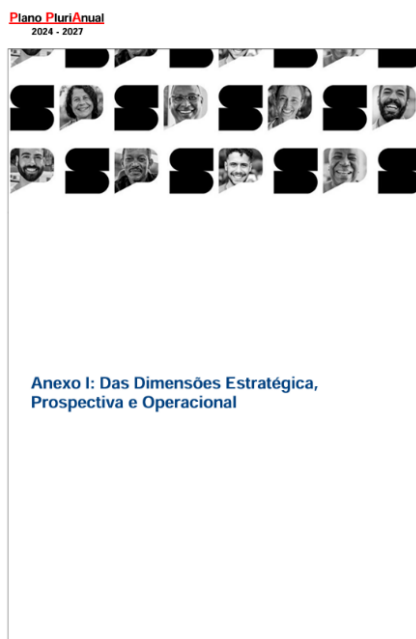 Plano PluriAnual
2024 - 2027
Anexo I: Das Dimensões Estratégica,
Prospectiva e Operacional